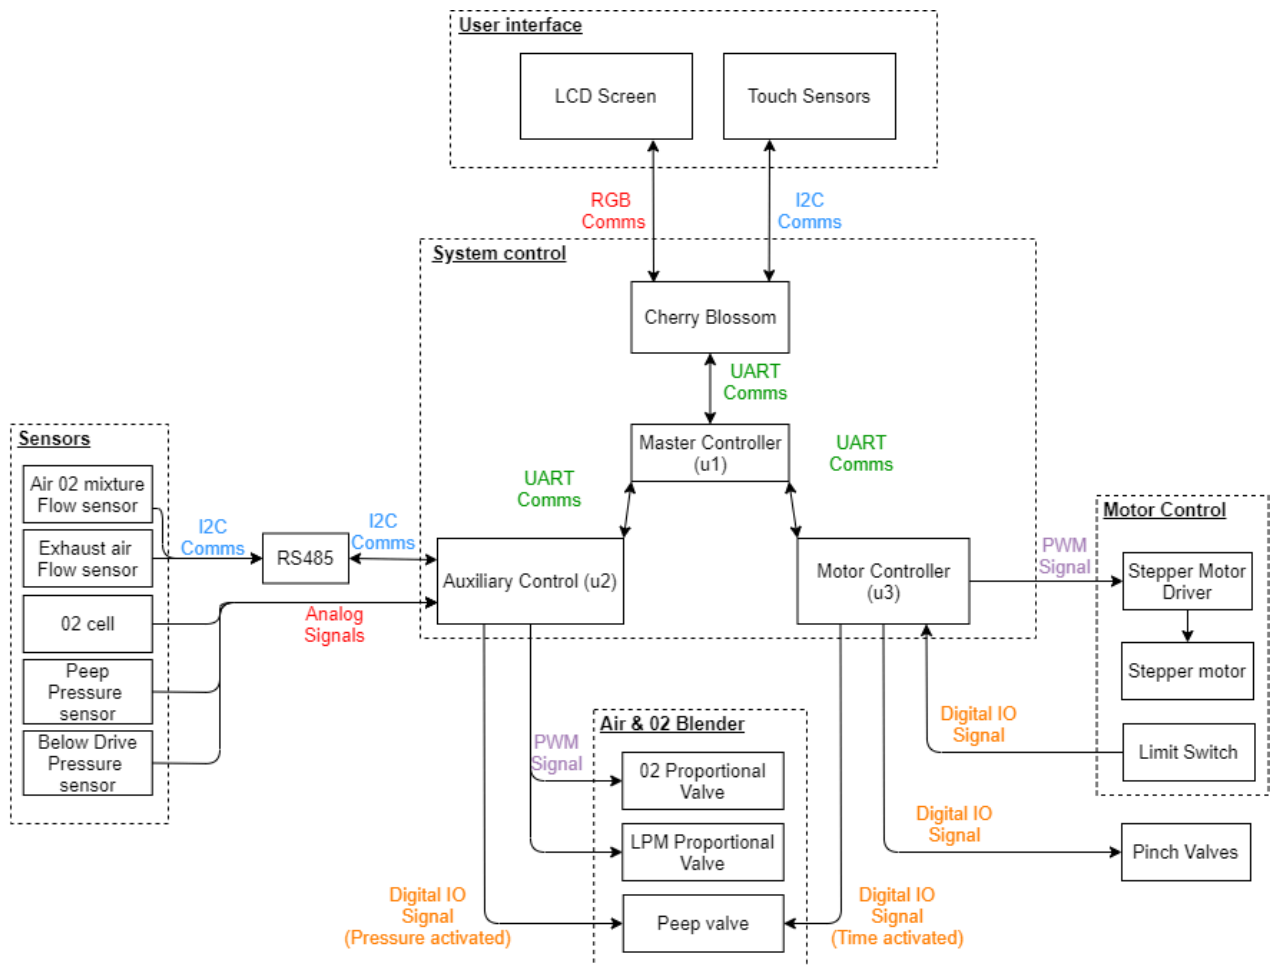 User interface
LCD Screen
Touch Sensors
RGB
Comms
I2C
Comms
System control
Cherry Blossom
UART
Comms
Master Controller
(u1)
UART
Comms
UART
Comms
Sensors
Air 02 mixture
Flow sensor
Exhaust air
Flow sensor
02 cell
Peep
Pressure
sensor
Below Drive
Pressure
sensor
I2C
Comms
RS485
I2C
Comms
Analog
Signals
Auxiliary Control (u2)
Motor Controller
(u3)
PWM
Signal
Motor Control
Stepper Motor
Driver
Stepper motor
Limit Switch
Digital IO
Signal
Digital IO
Signal
Pinch Valves
Air & 02 Blender
PWM
Signal
02 Proportional
Valve
LPM Proportional
Valve
Peep valve
Digital IO
Signal
(Pressure activated)
Digital IO
Signal
(Time activated)